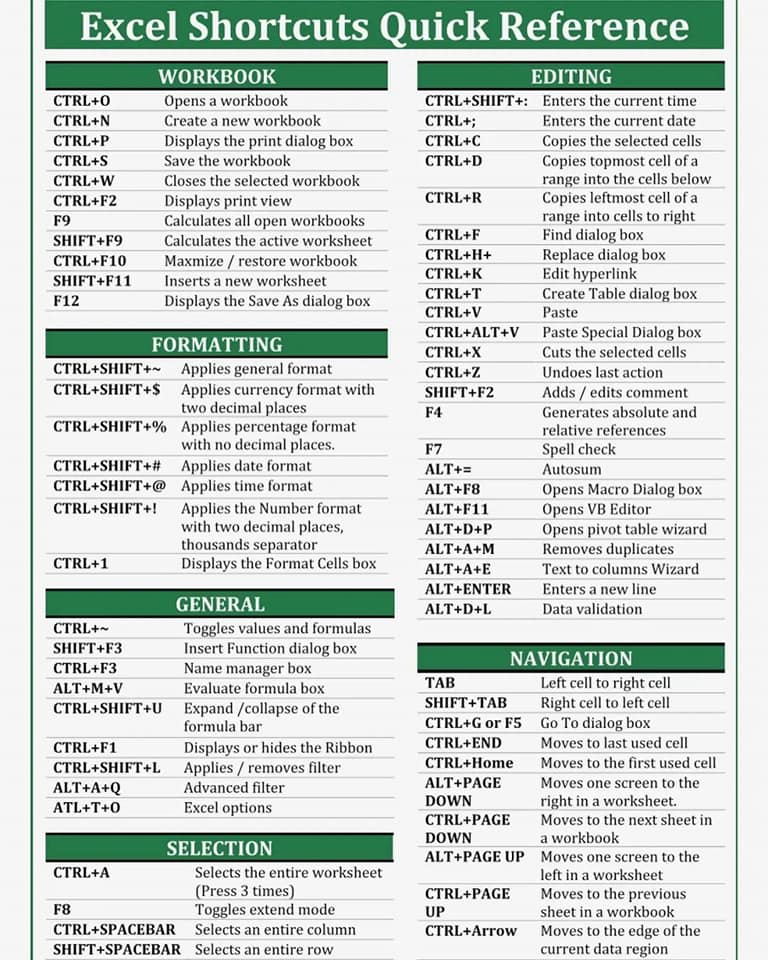 Excel Shortcuts Quick Reference
WORKBOOK
CTRL+O Opens a workbook
CTRL+N Create a new workbook
CTRL+P Displays the print dialog box
CTRL+S Save the workbook
CTRL+W Closes the selected workbook
CTRL+F2 Displays print view
F9 Calculates all open workbooks
SHIFT+F9 Calculates the active worksheet
CTRL+F10 Maxmize / restore workbook
SHIFT+F11 Inserts a new worksheet
F12 Displays the Save As dialog box
FORMATTING
CTRL+SHIFT+~ Applies general format
CTRL+SHIFT+$ Applies currency format with
two decimal places
CTRL+SHIFT+% Applies percentage format
with no decimal places.
CTRL+SHIFT+# Applies date format
CTRL+SHIFT+@ Applies time format
CTRL+SHIFT+! Applies the Number format
with two decimal places,
thousands separator
CTRL+1 Displays the Format Cells box
GENERAL
CTRL+~ Toggles values and formulas
SHIFT+F3 Insert Function dialog box
CTRL+F3 Name manager box
ALT+M+V Evaluate formula box
CTRL+SHIFT+U Expand /collapse of the
formula bar
CTRL+F1 Displays or hides the Ribbon
CTRL+SHIFT+L Applies / removes filter
ALT+A+Q Advanced filter
ATL+T+O Excel options
SELECTION
CTRL+A Selects the entire worksheet
(Press 3 times)
F8 Toggles extend mode
CTRL+SPACEBAR Selects an entire column
SHIFT+SPACEBAR Selects an entire row
EDITING
CTRL+SHIFT+: Enters the current time
CTRL+; Enters the current date
CTRL+C Copies the selected cells
CTRL+D Copies topmost cell of a
range into the cells below
CTRL+R Copies leftmost cell of a
range into cells to right
CTRL+F Find dialog box
CTRL+H+ Replace dialog box
CTRL+K Edit hyperlink
CTRL+T Create Table dialog box
CTRL+V Paste
CTRL+ALT+V Paste Special Dialog box
CTRL+X Cuts the selected cells
CTRL+Z Undoes last action
SHIFT+F2 Adds / edits comment
F4 Generates absolute and
relative references
F7 Spell check
ALT+= Autosum
ALT+F8 Opens Macro Dialog box
ALT+F11 Opens VB Editor
ALT+D+P Opens pivot table wizard
ALT+A+M Removes duplicates
ALT+A+E Text to columns Wizard
ALT+ENTER Enters a new line
ALT+D+L Data validation
NAVIGATION
TAB Left cell to right cell
SHIFT+TAB Right cell to left cell
CTRL+G or F5 Go To dialog box
CTRL+END Moves to last used cell
CTRL+Home Moves to the first used cell
ALT+PAGE Moves one screen to the
DOWN right in a worksheet.
CTRL+PAGE Moves to the next sheet in
DOWN a workbook
ALT+PAGE UP Moves one screen to the
left in a worksheet
CTRL+PAGE Moves to the previous
UP sheet in a workbook
CTRL+Arrow Moves to the edge of the
current data region